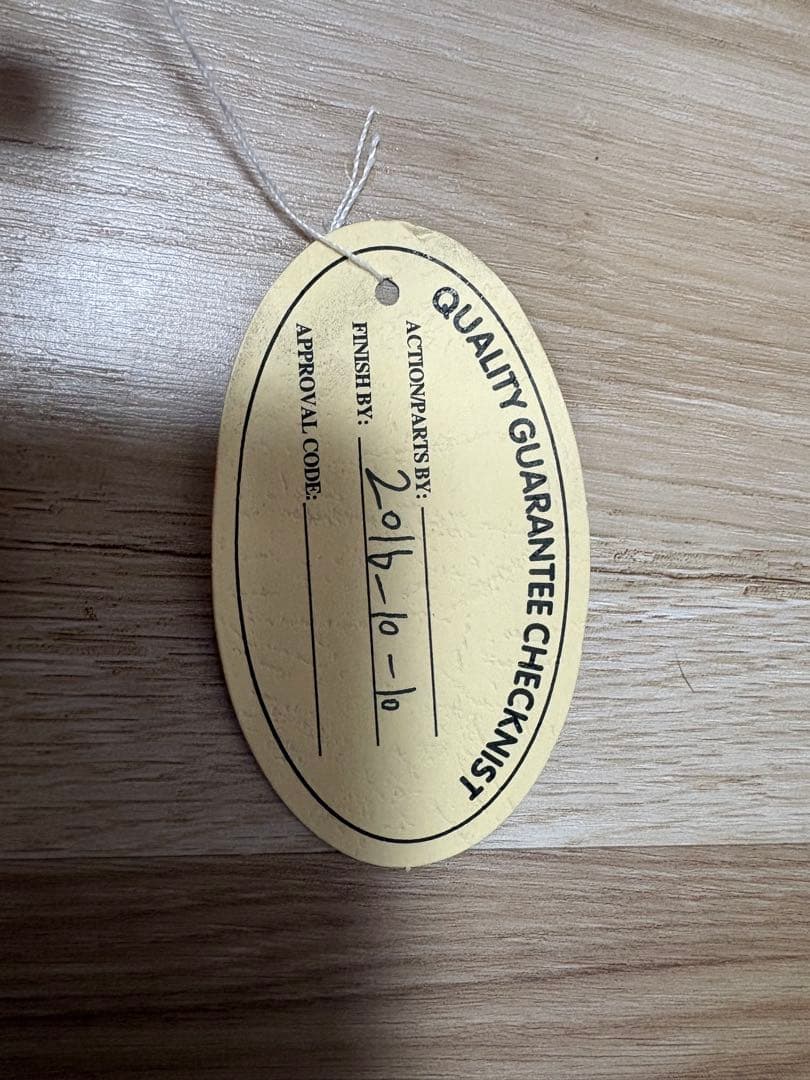 QUALITY GUARANTEE CHECKNIST
ACTION/PARTS BY:
FINISH BY: 2016-10-10
APPROVAL CODE: